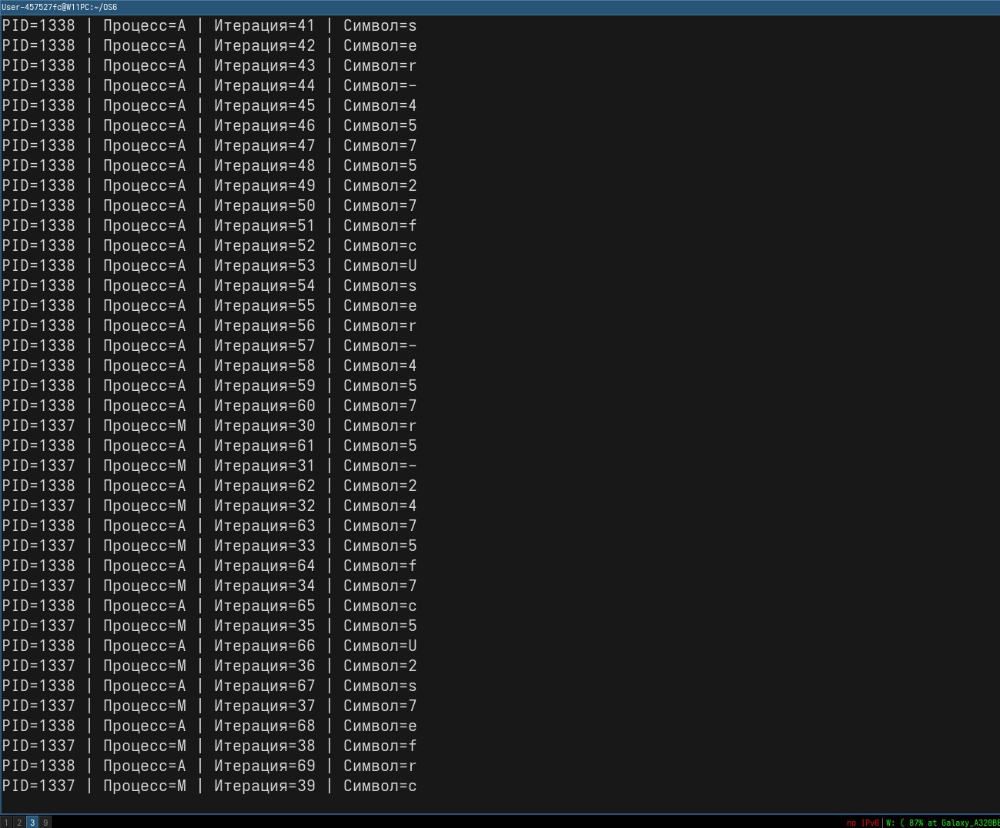 User-457527fc@W11PC:~/OS6
PID=1338 | Процесс=A | Итерация=41 | Символ=s
PID=1338 | Процесс=A | Итерация=42 | Символ=e
PID=1338 | Процесс=A | Итерация=43 | Символ=r
PID=1338 | Процесс=A | Итерация=44 | Символ=-
PID=1338 | Процесс=A | Итерация=45 | Символ=4
PID=1338 | Процесс=A | Итерация=46 | Символ=5
PID=1338 | Процесс=A | Итерация=47 | Символ=7
PID=1338 | Процесс=A | Итерация=48 | Символ=5
PID=1338 | Процесс=A | Итерация=49 | Символ=2
PID=1338 | Процесс=A | Итерация=50 | Символ=7
PID=1338 | Процесс=A | Итерация=51 | Символ=f
PID=1338 | Процесс=A | Итерация=52 | Символ=c
PID=1338 | Процесс=A | Итерация=53 | Символ=U
PID=1338 | Процесс=A | Итерация=54 | Символ=s
PID=1338 | Процесс=A | Итерация=55 | Символ=e
PID=1338 | Процесс=A | Итерация=56 | Символ=r
PID=1338 | Процесс=A | Итерация=57 | Символ=-
PID=1338 | Процесс=A | Итерация=58 | Символ=4
PID=1338 | Процесс=A | Итерация=59 | Символ=5
PID=1338 | Процесс=A | Итерация=60 | Символ=7
PID=1337 | Процесс=M | Итерация=30 | Символ=r
PID=1338 | Процесс=A | Итерация=61 | Символ=5
PID=1337 | Процесс=M | Итерация=31 | Символ=-
PID=1338 | Процесс=A | Итерация=62 | Символ=2
PID=1337 | Процесс=M | Итерация=32 | Символ=4
PID=1338 | Процесс=A | Итерация=63 | Символ=7
PID=1337 | Процесс=M | Итерация=33 | Символ=5
PID=1338 | Процесс=A | Итерация=64 | Символ=f
PID=1337 | Процесс=M | Итерация=34 | Символ=7
PID=1338 | Процесс=A | Итерация=65 | Символ=c
PID=1337 | Процесс=M | Итерация=35 | Символ=5
PID=1338 | Процесс=A | Итерация=66 | Символ=U
PID=1337 | Процесс=M | Итерация=36 | Символ=2
PID=1338 | Процесс=A | Итерация=67 | Символ=s
PID=1337 | Процесс=M | Итерация=37 | Символ=7
PID=1338 | Процесс=A | Итерация=68 | Символ=e
PID=1337 | Процесс=M | Итерация=38 | Символ=f
PID=1338 | Процесс=A | Итерация=69 | Символ=r
PID=1337 | Процесс=M | Итерация=39 | Символ=c
1 2 3 9 no IPv6 | W: ( 87% at